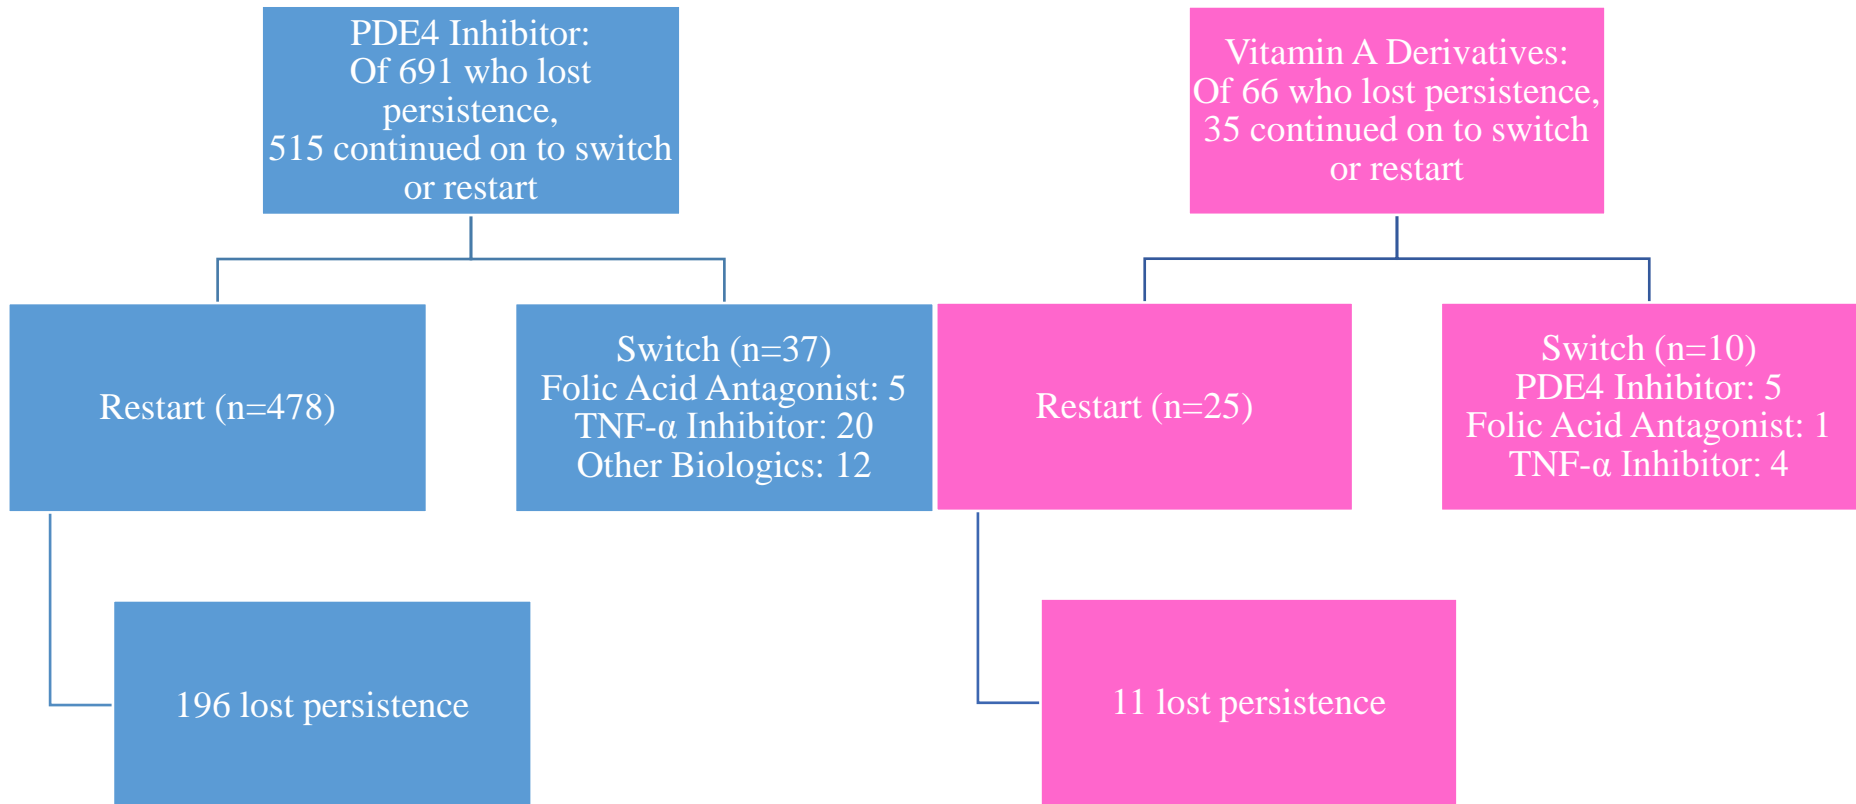 PDE4 Inhibitor:
Of 691 who lost
persistence,
515 continued on to switch
or restart
Restart (n=478)
Switch (n=37)
Folic Acid Antagonist: 5
TNF-α Inhibitor: 20
Other Biologics: 12
196 lost persistence
Vitamin A Derivatives:
Of 66 who lost persistence,
35 continued on to switch
or restart
Restart (n=25)
Switch (n=10)
PDE4 Inhibitor: 5
Folic Acid Antagonist: 1
TNF-α Inhibitor: 4
11 lost persistence